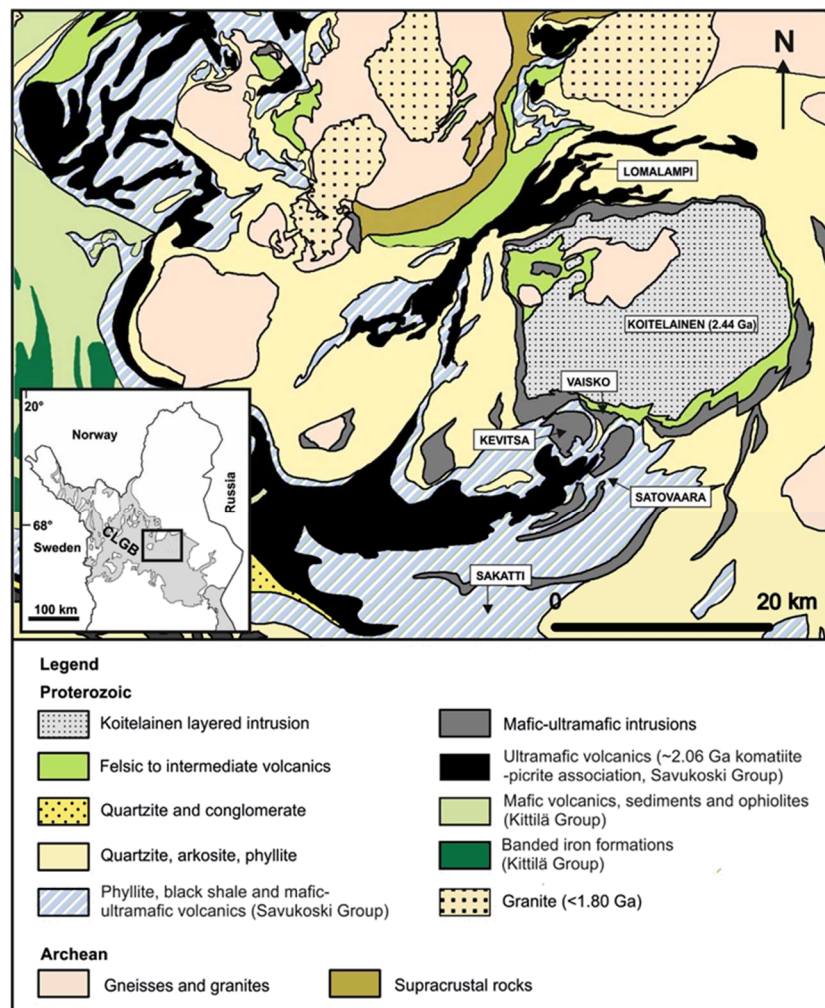 N
LOMALAMPI
KOITELAINEN (2.44 Ga)
VAISKO
KEVITSA
SATOVAARA
SAKATTI
0
20 km
20°
Norway
Russia
68°
Sweden
CLGB
100 km
Legend
Proterozoic
Koitelainen layered intrusion
Felsic to intermediate volcanics
Quartzite and conglomerate
Quartzite, arkosite, phyllite
Phyllite, black shale and mafic-
ultramafic volcanics (Savukoski Group)
Mafic-ultramafic intrusions
Ultramafic volcanics (~2.06 Ga komatiite
-picrite association, Savukoski Group)
Mafic volcanics, sediments and ophiolites
(Kittilä Group)
Banded iron formations
(Kittilä Group)
Granite (<1.80 Ga)
Archean
Gneisses and granites
Supracrustal rocks